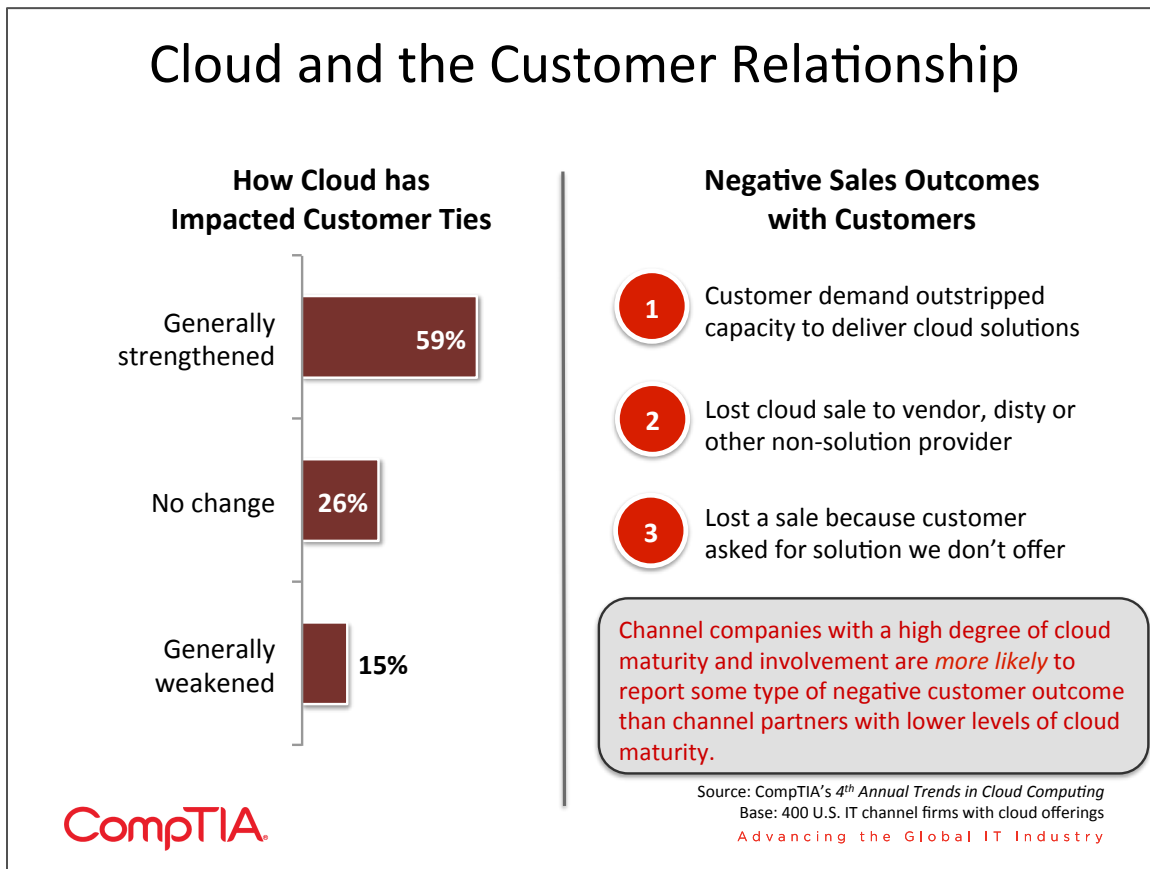 Cloud and the Customer Relationship
How Cloud has
Impacted Customer Ties
Generally
strengthened
59%
No change
26%
Generally
weakened
15%
Negative Sales Outcomes
with Customers
1
Customer demand outstripped
capacity to deliver cloud solutions
2
Lost cloud sale to vendor, disty or
other non-solution provider
3
Lost a sale because customer
asked for solution we don’t offer
Channel companies with a high degree of cloud
maturity and involvement are more likely to
report some type of negative customer outcome
than channel partners with lower levels of cloud
maturity.
Source: CompTIA’s 4th Annual Trends in Cloud Computing
Base: 400 U.S. IT channel firms with cloud offerings
CompTIA®
Advancing the Global IT Industry